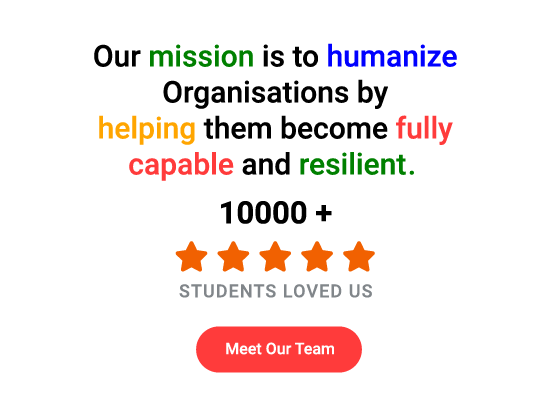 Our mission is to humanize
Organisations by
helping them become fully
capable and resilient.
10000 +
STUDENTS LOVED US
Meet Our Team